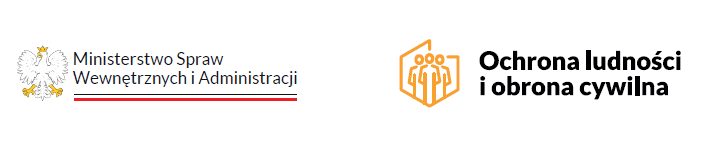 Ministerstwo Spraw
Wewnętrznych i Administracji
Ochrona ludności
i obrona cywilna